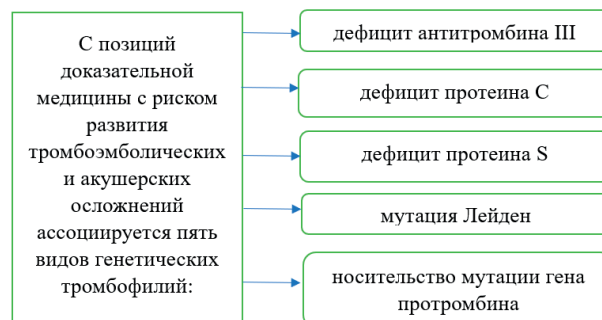 С позиций
доказательной
медицины с риском
развития
тромбоэмболических
и акушерских
осложнений
ассоциируется пять
видов генетических
тромбофилий:
дефицит антитромбина III
дефицит протеина С
дефицит протеина S
мутация Лейден
носительство мутации гена
протромбина